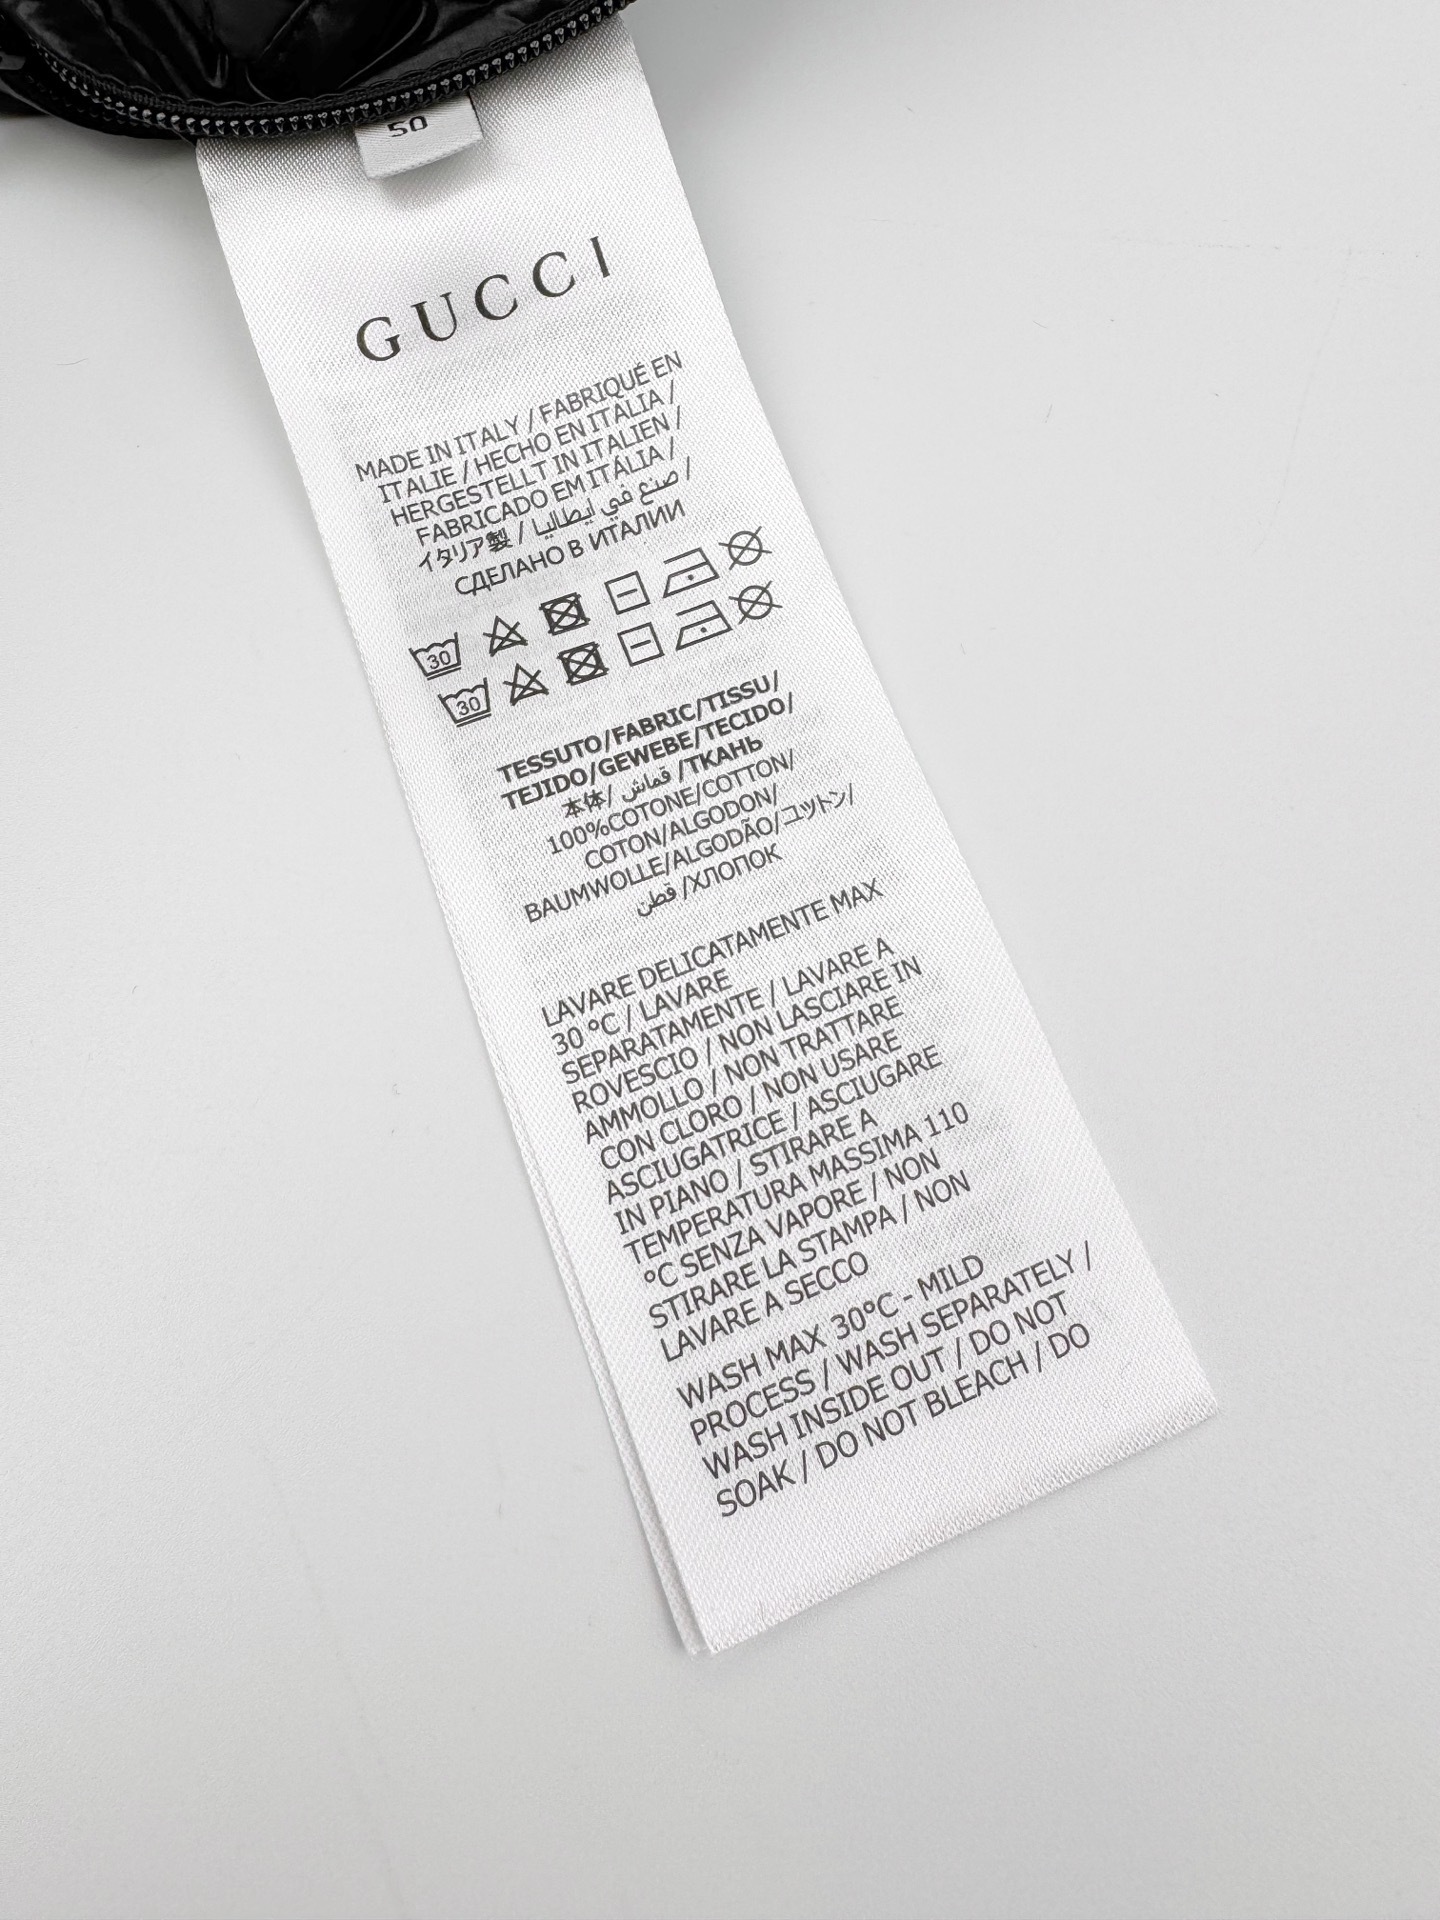 50
GUCCI
MADE IN ITALY / FABRIQUÉ EN
ITALIE / HECHO EN ITALIA /
HERGESTELLT IN ITALIEN /
FABRICADO EM ITÁLIA /
イタリア製 / صنع في ايطاليا /
СДЕЛАНО В ИТАЛИИ
30
30
TESSUTO/FABRIC/TISSU/
TEJIDO/GEWEBE/TECIDO/
本体/ قماش /ТКАНЬ
100%COTONE/COTTON/
COTON/ALGODON/
BAUMWOLLE/ALGODÃO/ユットン/
قطن /ХЛОПОК
LAVARE DELICATAMENTE MAX
30 °C / LAVARE
SEPARATAMENTE / LAVARE A
ROVESCIO / NON LASCIARE IN
AMMOLLO / NON TRATTARE
CON CLORO / NON USARE
ASCIUGATRICE / ASCIUGARE
IN PIANO / STIRARE A
TEMPERATURA MASSIMA 110
°C SENZA VAPORE / NON
STIRARE LA STAMPA / NON
LAVARE A SECCO
WASH MAX 30°C - MILD
PROCESS / WASH SEPARATELY /
WASH INSIDE OUT / DO NOT
SOAK / DO NOT BLEACH / DO